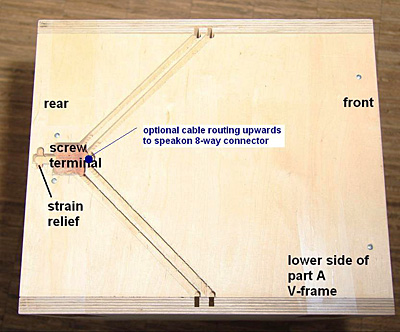 rear
front
optional cable routing upwards
to speakon 8-way connector
screw
terminal
strain
relief
lower side of
part A
V-frame